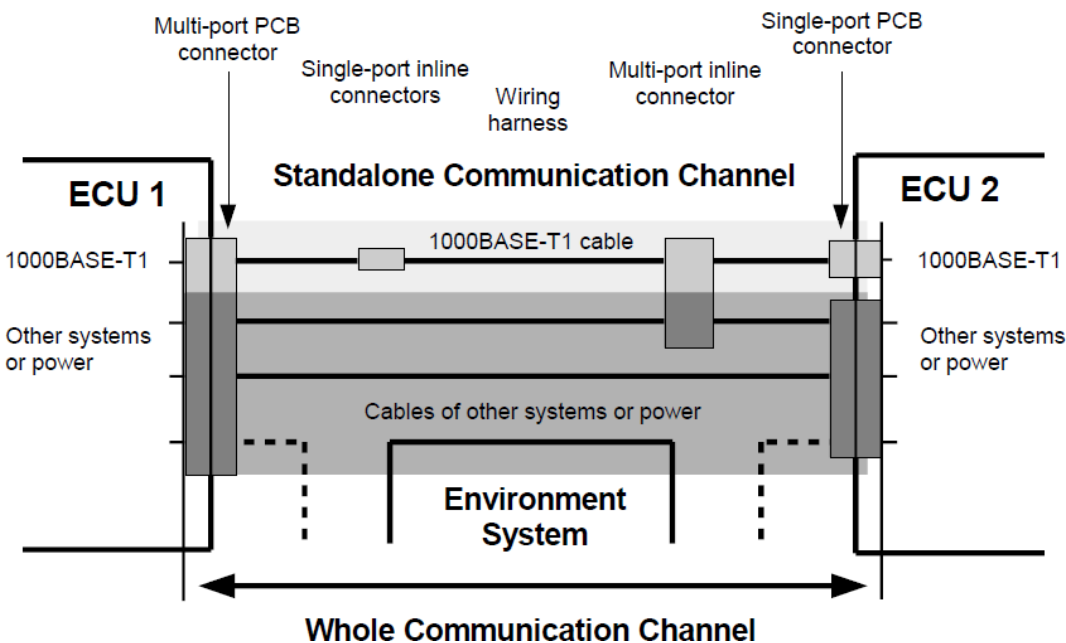 Multi-port PCB
connector
Single-port PCB
connector
Single-port inline
connectors
Wiring
harness
Multi-port inline
connector
ECU 1
Standalone Communication Channel
ECU 2
1000BASE-T1
1000BASE-T1 cable
1000BASE-T1
Other systems
or power
Other systems
or power
Cables of other systems or power
Environment
System
Whole Communication Channel